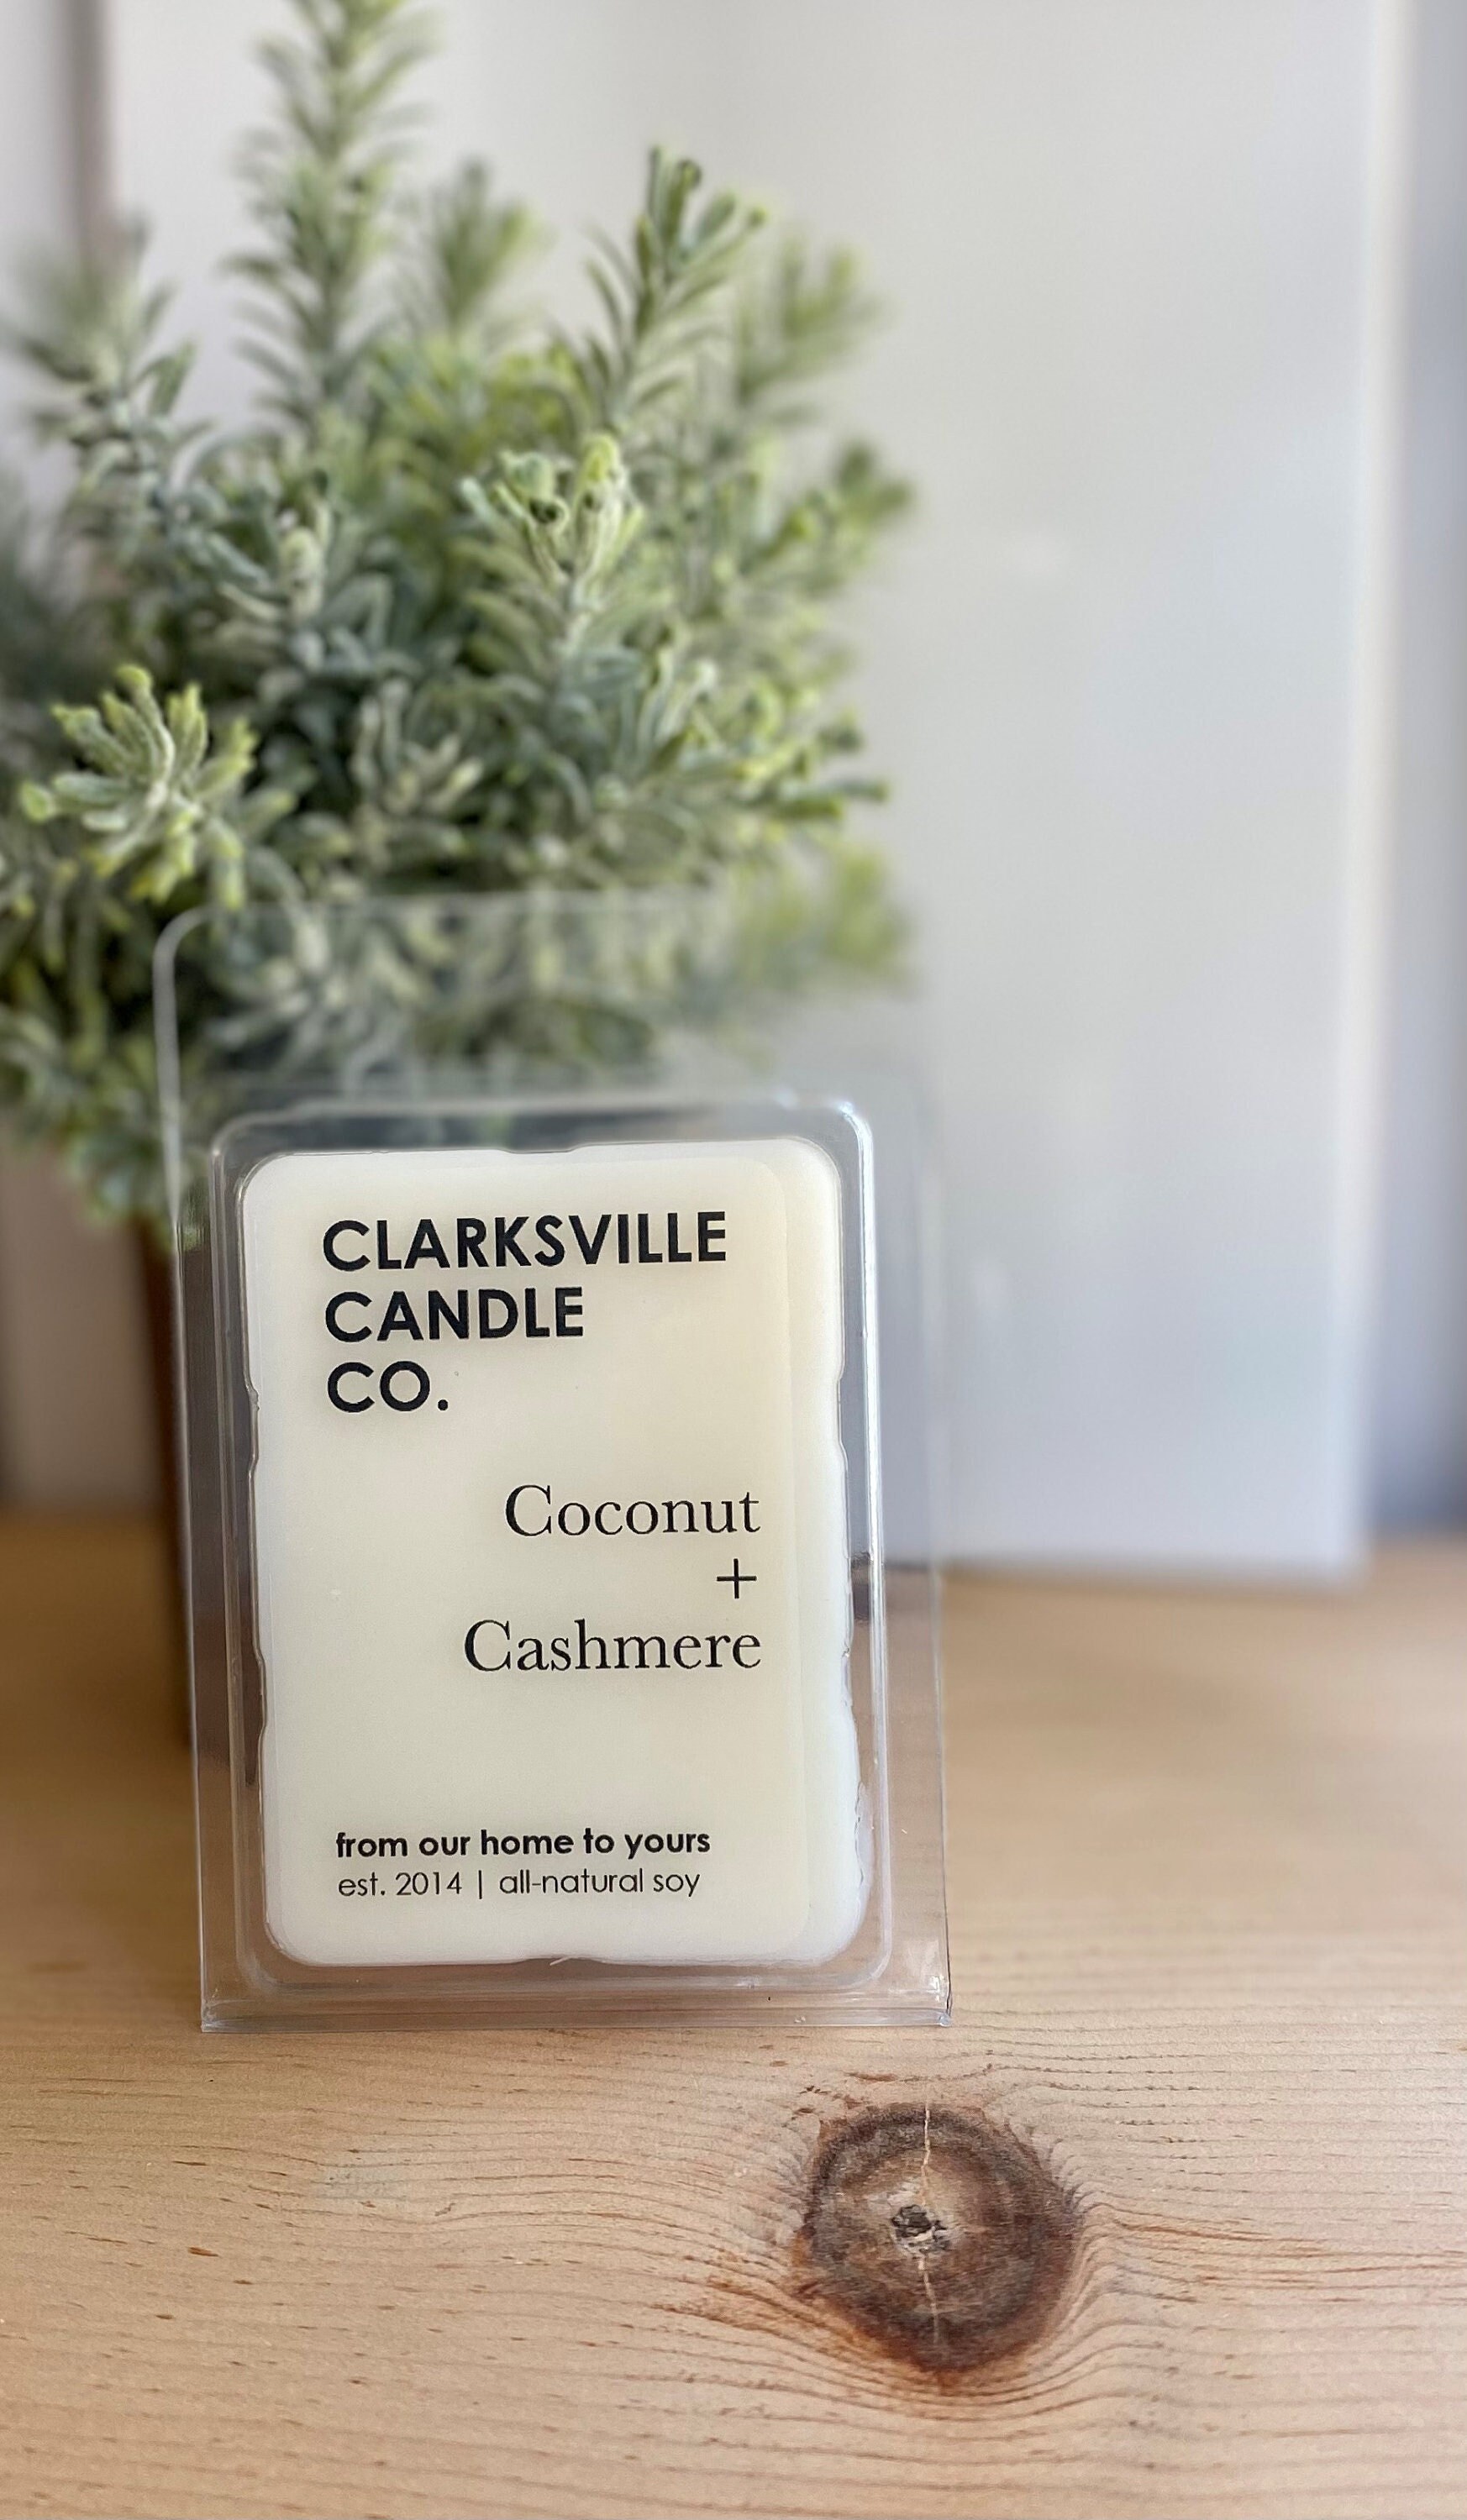 CLARKSVILLE
CANDLE
CO.
Coconut
+
Cashmere
from our home to yours
est. 2014 | all-natural soy